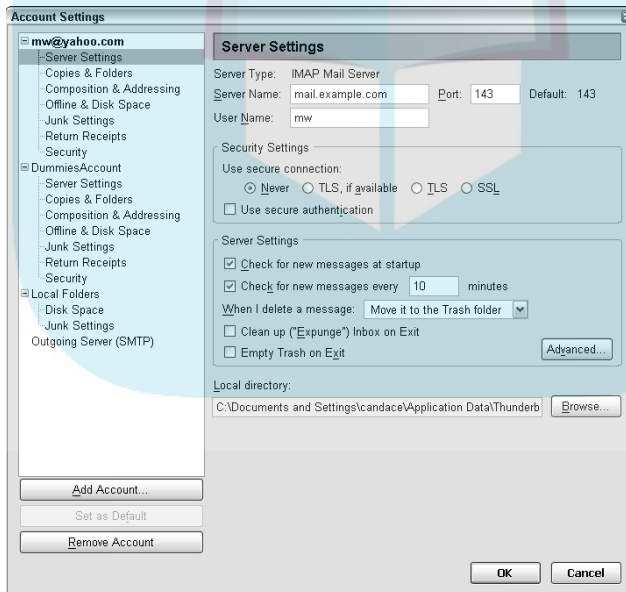 Account Settings
mw@yahoo.com
Server Settings
Copies & Folders
Composition & Addressing
Offline & Disk Space
Junk Settings
Return Receipts
Security
DummiesAccount
Server Settings
Copies & Folders
Composition & Addressing
Offline & Disk Space
Junk Settings
Return Receipts
Security
Local Folders
Disk Space
Junk Settings
Outgoing Server (SMTP)
Add Account...
Set as Default
Remove Account
Server Settings
Server Type: IMAP Mail Server
Server Name: mail.example.com Port: 143 Default: 143
User Name: mw
Security Settings
Use secure connection:
Never TLS, if available TLS SSL
Use secure authentication
Server Settings
Check for new messages at startup
Check for new messages every 10 minutes
When I delete a message: Move it to the Trash folder
Clean up ("Expunge") Inbox on Exit
Empty Trash on Exit
Advanced...
Local directory:
C:\Documents and Settings\candace\Application Data\Thunderb Browse...
OK Cancel